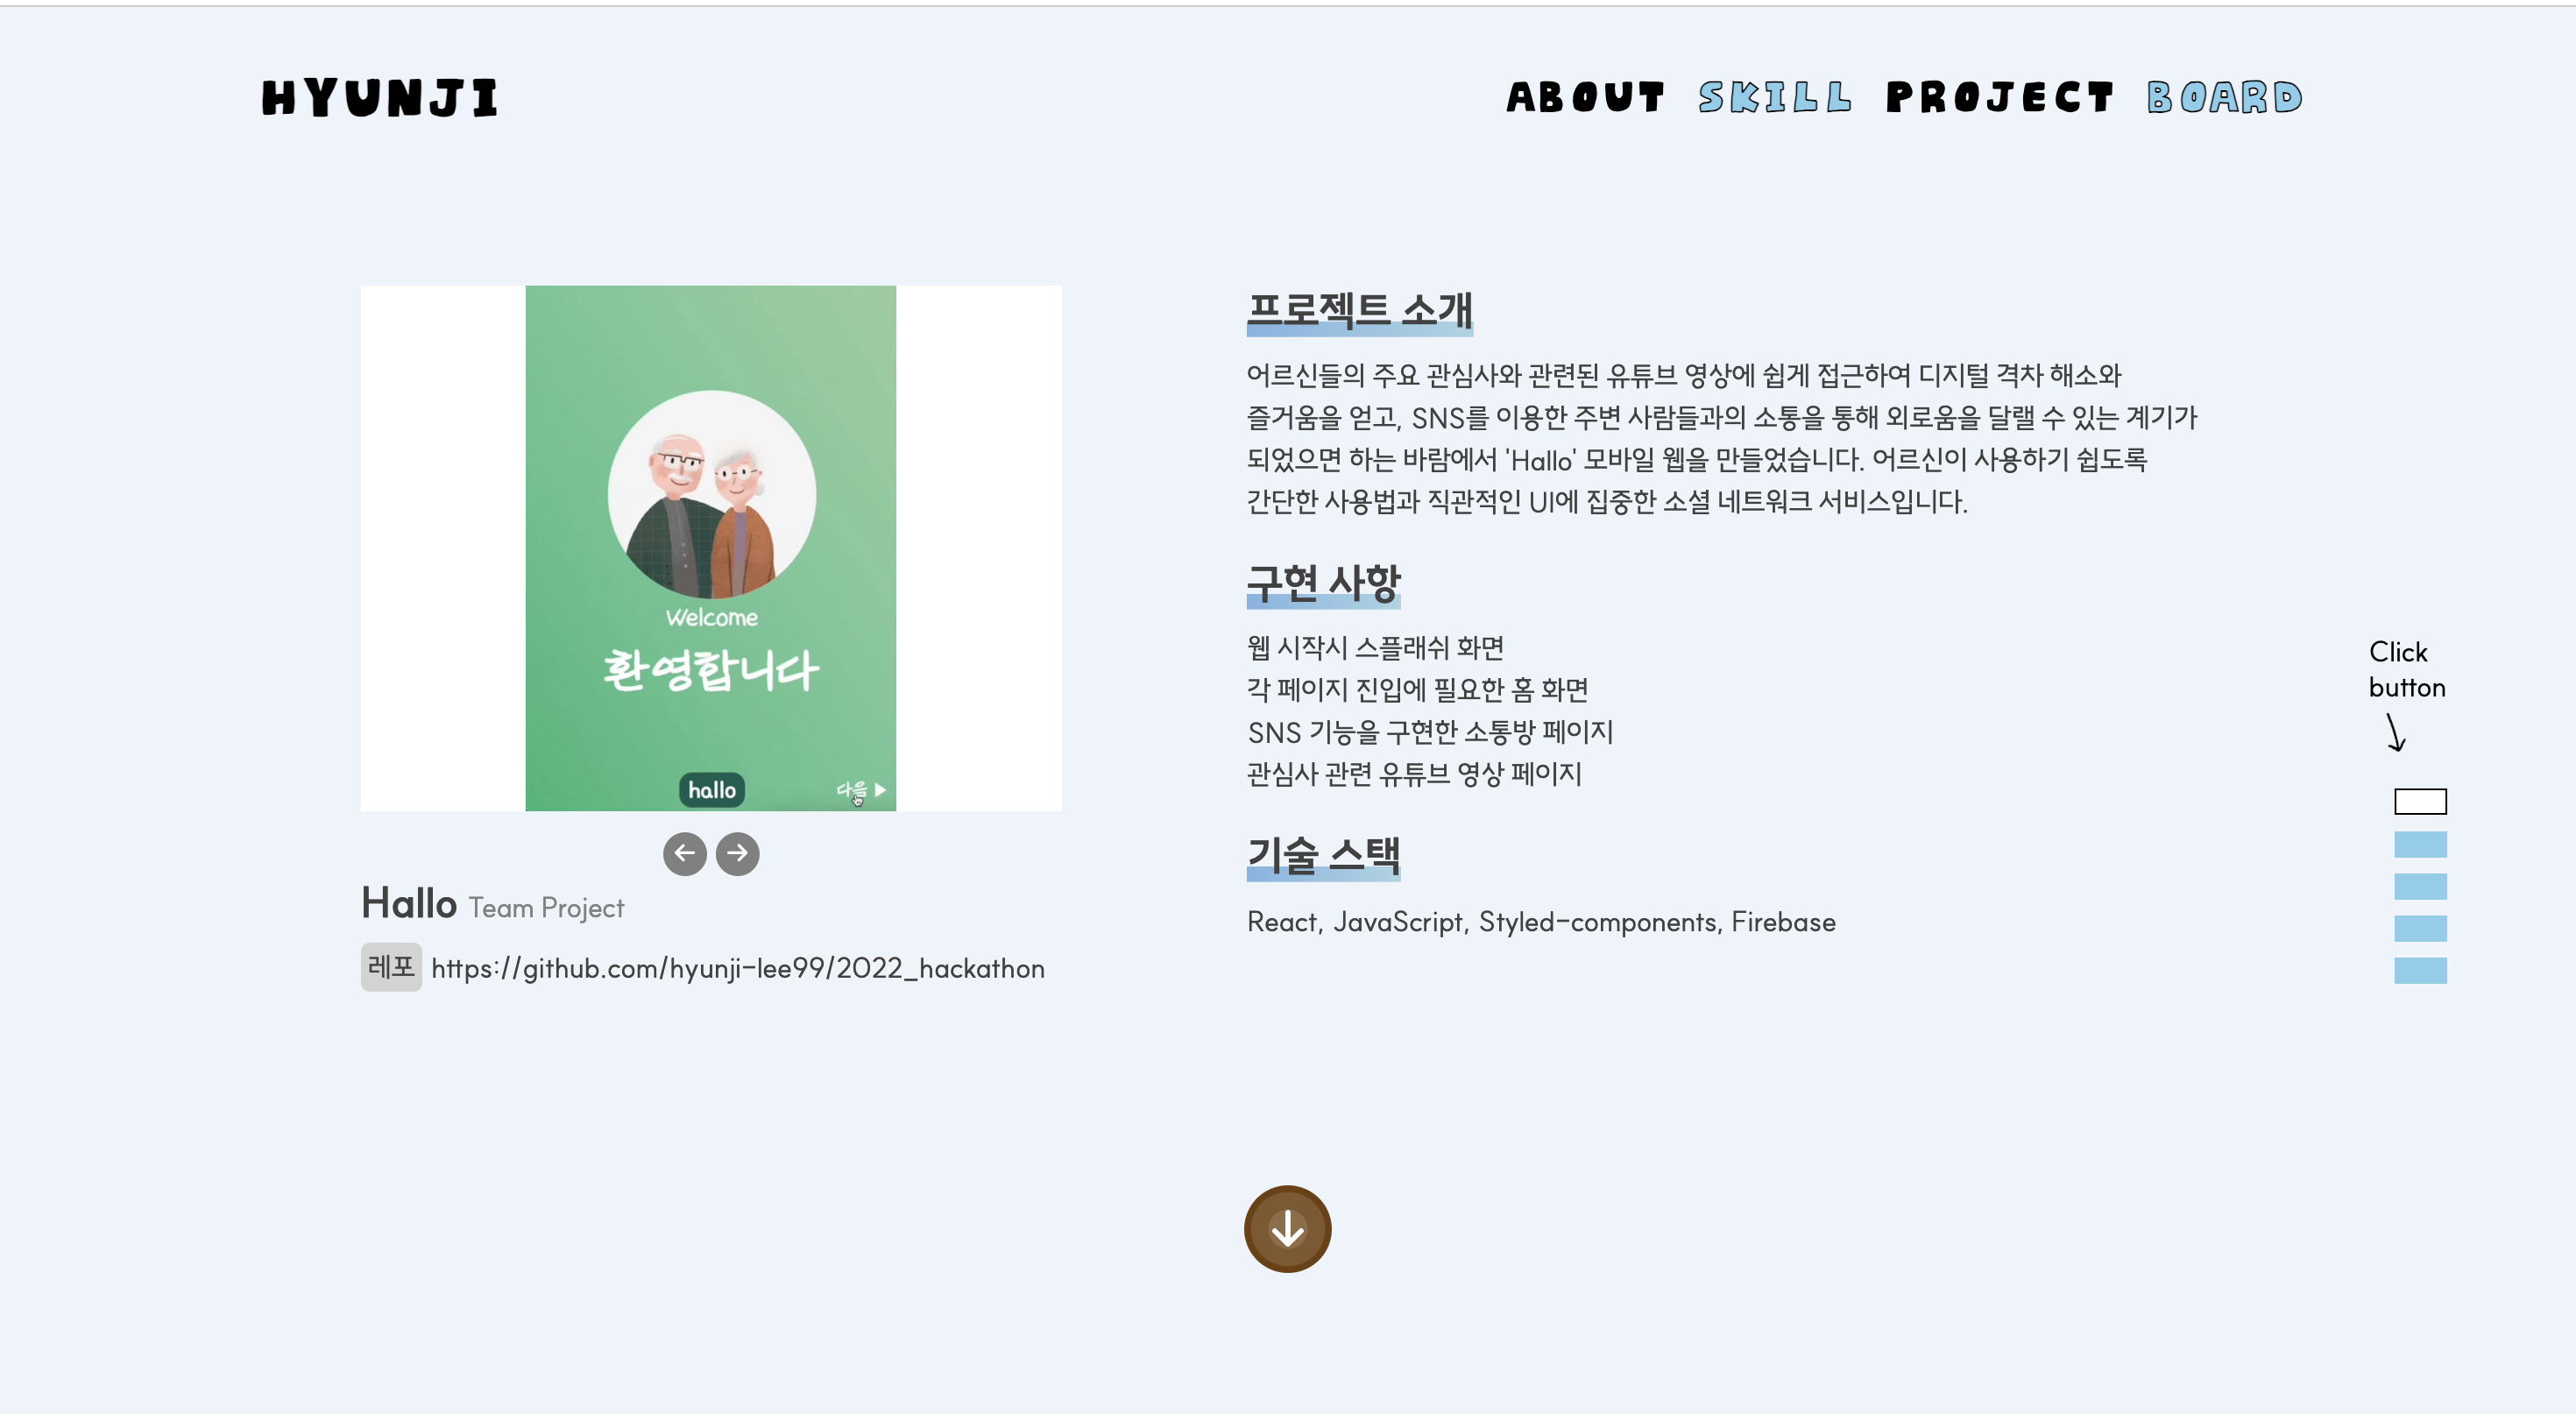 HYUNJI
ABOUT SKILL PROJECT BOARD
Welcome
환영합니다
hallo
다음
Hallo Team Project
레포 https://github.com/hyunji-lee99/2022_hackathon
프로젝트 소개
어르신들의 주요 관심사와 관련된 유튜브 영상에 쉽게 접근하여 디지털 격차 해소와
즐거움을 얻고, SNS를 이용한 주변 사람들과의 소통을 통해 외로움을 달랠 수 있는 계기가
되었으면 하는 바람에서 'Hallo' 모바일 웹을 만들었습니다. 어르신이 사용하기 쉽도록
간단한 사용법과 직관적인 UI에 집중한 소셜 네트워크 서비스입니다.
구현 사항
웹 시작시 스플래쉬 화면
각 페이지 진입에 필요한 홈 화면
SNS 기능을 구현한 소통방 페이지
관심사 관련 유튜브 영상 페이지
기술 스택
React, JavaScript, Styled-components, Firebase
Click
button